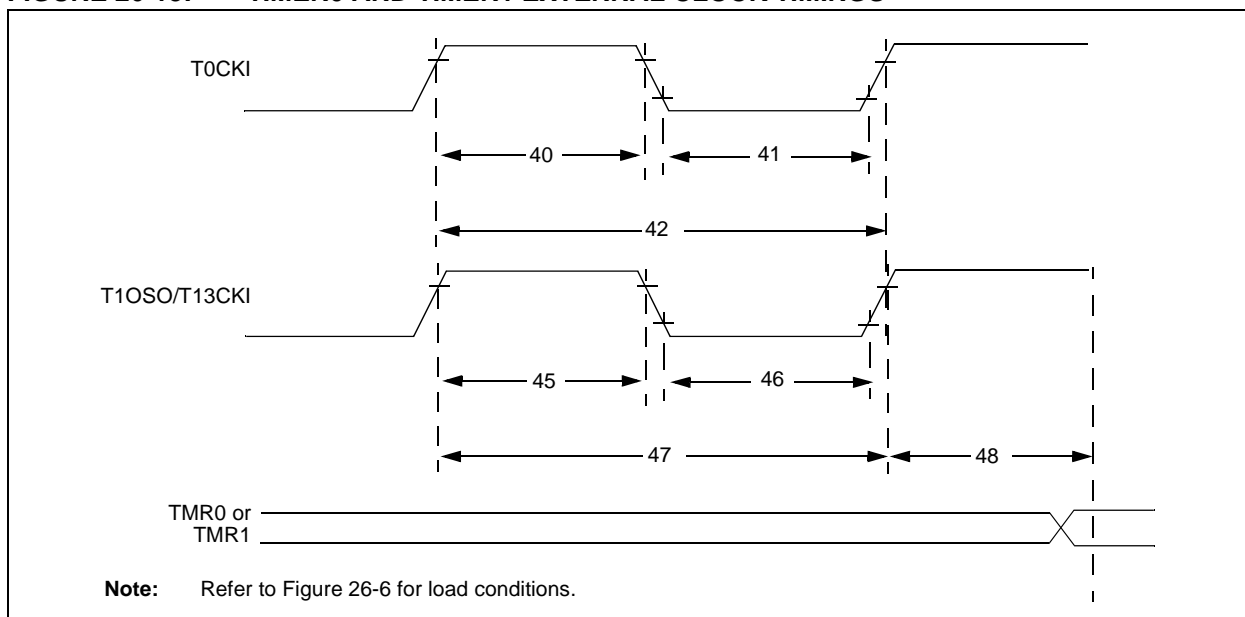 T0CKI
40
41
42
T1OSO/T13CKI
45
46
47
48
TMR0 or
TMR1
Note: Refer to Figure 26-6 for load conditions.